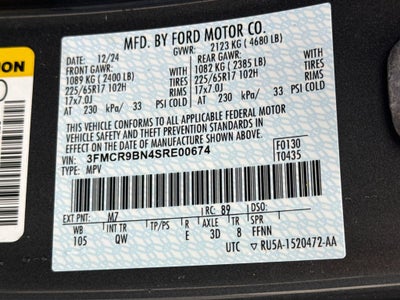 MFD. BY FORD MOTOR CO.
12/24 GVWR: 2123 KG ( 4680 LB)
FRONT GAWR: REAR GAWR:
1089 KG ( 2400 LB) 1082 KG ( 2385 LB)
225/65R17 102H TIRES 225/65R17 102H TIRES
17x7.0J RIMS 17x7.0J RIMS
AT 230 kPa/ 33 PSI COLD AT 230 kPa/ 33 PSI COLD
THIS VEHICLE CONFORMS TO ALL APPLICABLE FEDERAL MOTOR
VEHICLE SAFETY AND THEFT PREVENTION STANDARDS IN
EFFECT ON THE DATE OF MANUFACTURE SHOWN ABOVE.
VIN: 3FMCR9BN4SRE00674 F0130
TYPE: MPV T0435
EXT PNT: M7 RC: 89 DSO:
WB INT TR TP/PS R AXLE TR SPR
105 QW E 3D 8 FFNN
UTC RU5A-1520472-AA